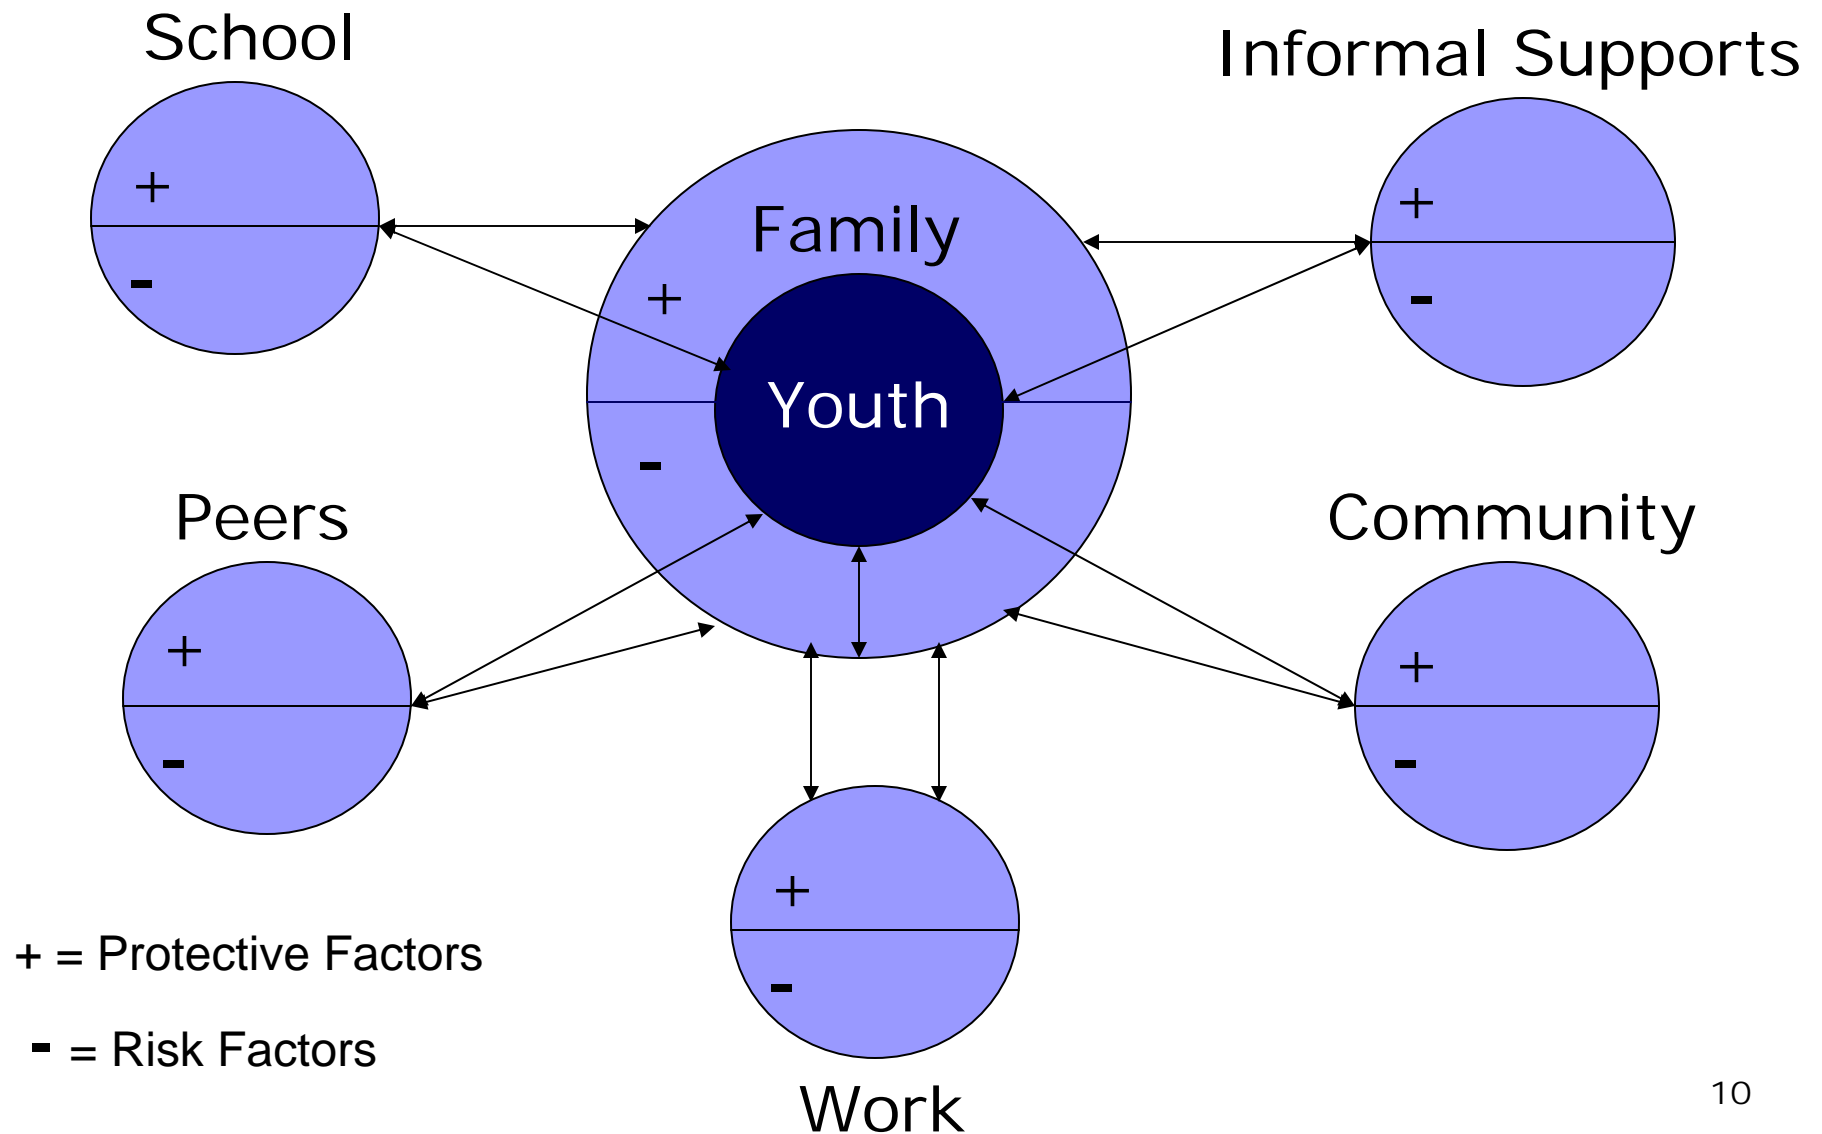 School
Informal Supports
+
-
Family
+
-
Youth
+
-
Peers
+
-
Community
+
-
+
-
Work
+ = Protective Factors
- = Risk Factors
10